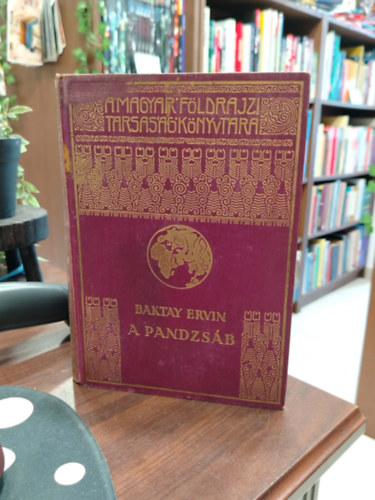 A·MAGYAR·FÖLDRAJZI
TÁRSASÁG·KÖNYVTÁRA
BAKTAY ERVIN
A PANDZSÁB